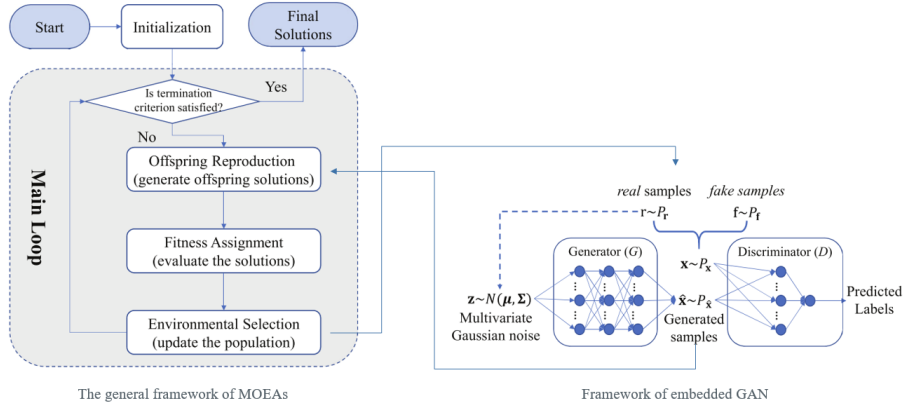 Start
Initialization
Final
Solutions
Is termination
criterion satisfied?
Yes
No
Main Loop
Offspring Reproduction
(generate offspring solutions)
Fitness Assignment
(evaluate the solutions)
Environmental Selection
(update the population)
real samples
fake samples
r~Pᵣ
f~P_f
Generator (G)
Discriminator (D)
x~Pₓ
z~N(μ, Σ)
Multivariate
Gaussian noise
x̂~P_x̂
Generated
samples
Predicted
Labels
The general framework of MOEAs
Framework of embedded GAN